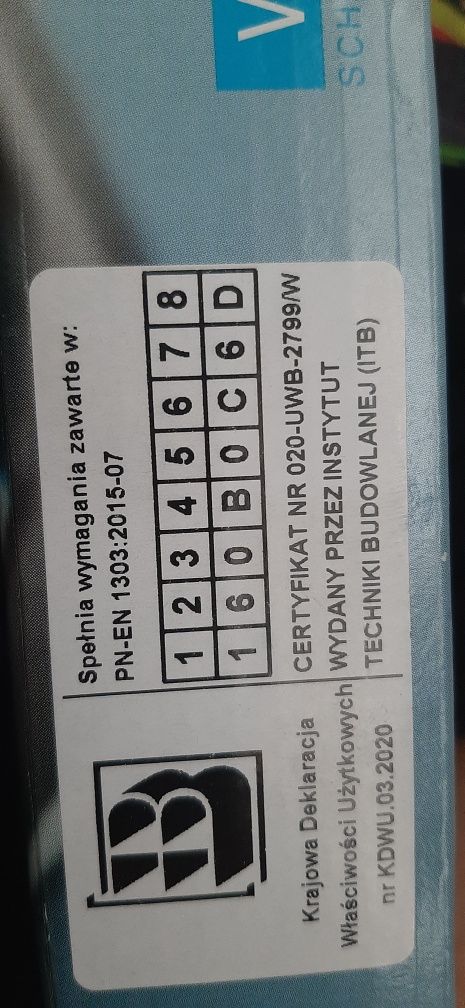 Spełnia wymagania zawarte w:
PN-EN 1303:2015-07
1 2 3 4 5 6 7 8
1 6 0 B 0 C 6 D
CERTYFIKAT NR 020-UWB-2799/W
WYDANY PRZEZ INSTYTUT
TECHNIKI BUDOWLANEJ (ITB)
B
Krajowa Deklaracja
Właściwości Użytkowych
nr KDWU.03.2020
V
SCH